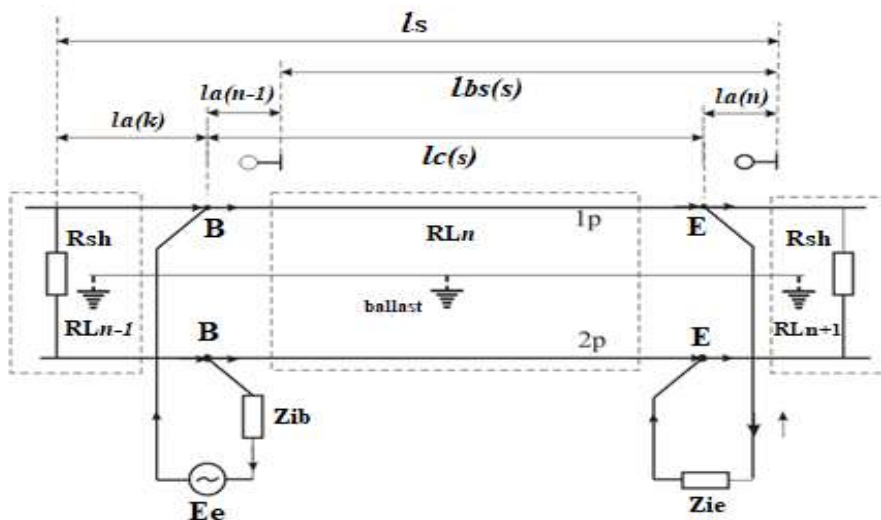 ls
la(n-1)
lbs(s)
la(n)
la(k)
lc(s)
Rsh
B
RLn
1p
E
Rsh
ballast
RLn-1
B
2p
E
RLn+1
Zib
Ee
Zie